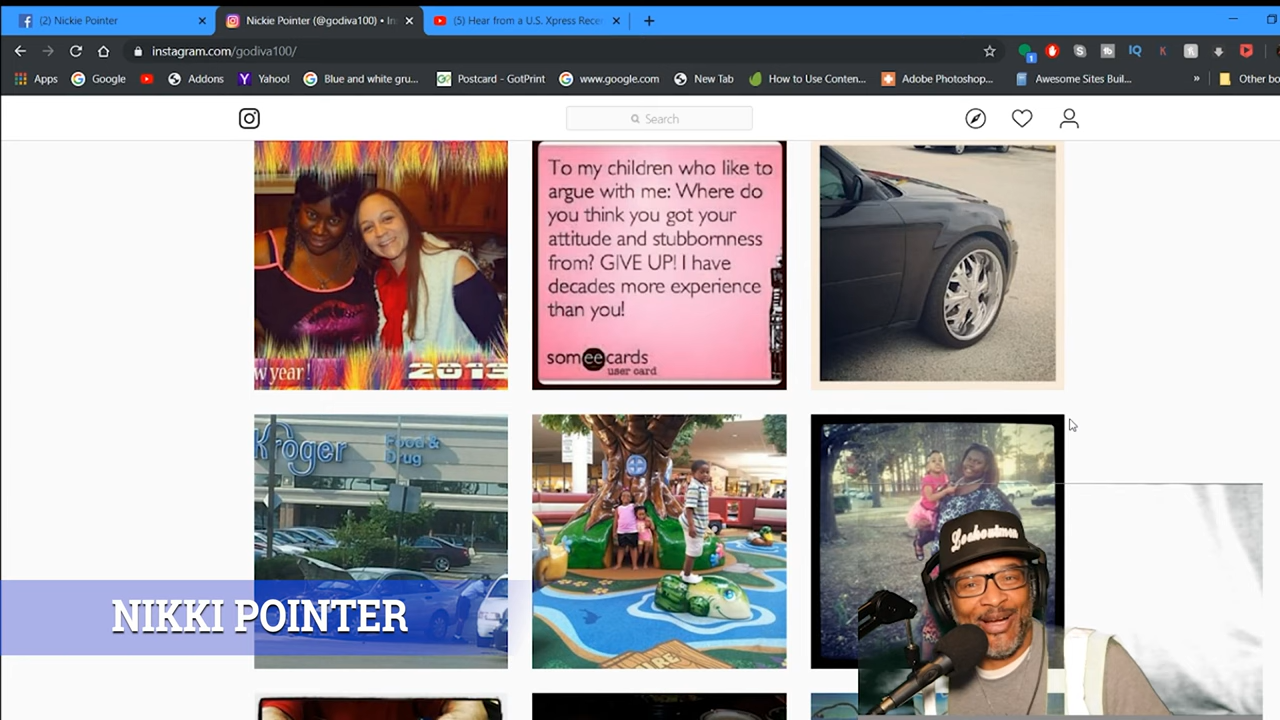 (2) Nickie Pointer
Nickie Pointer (@godiva100) • In
(5) Hear from a U.S. Xpress Rece
instagram.com/godiva100/
1
IQ
K
Apps
Google
Addons
Yahoo!
Blue and white gru...
Postcard - GotPrint
www.google.com
New Tab
How to Use Conten...
Adobe Photoshop...
Awesome Sites Buil...
»
Other bo
Search
To my children who like to
argue with me: Where do
you think you got your
attitude and stubbornness
from? GIVE UP! I have
decades more experience
than you!
someecards
user card
w year!
2013
Kroger
Food &
Drug
Lookoutmen
NIKKI POINTER